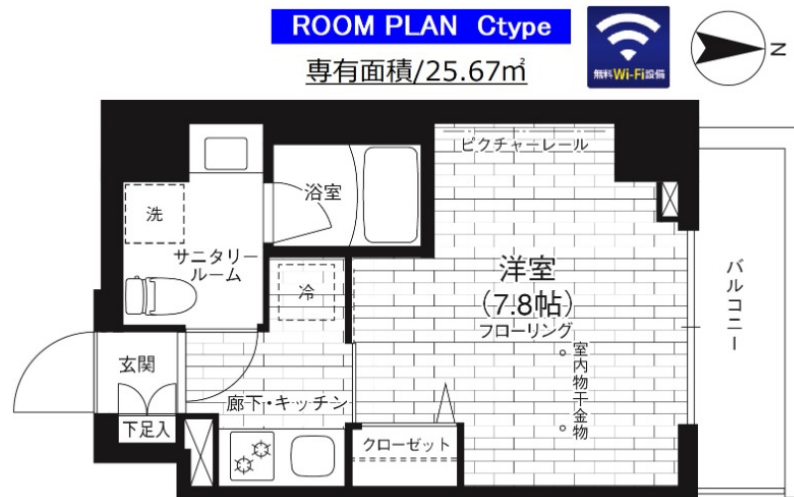 ROOM PLAN Ctype
専有面積/25.67㎡
無料Wi-Fi設備
N
ピクチャーレール
浴室
洗
サニタリー
ルーム
冷
洋室
(7.8帖)
フローリング
バルコニー
室内物干金物
玄関
廊下・キッチン
下足入
クローゼット